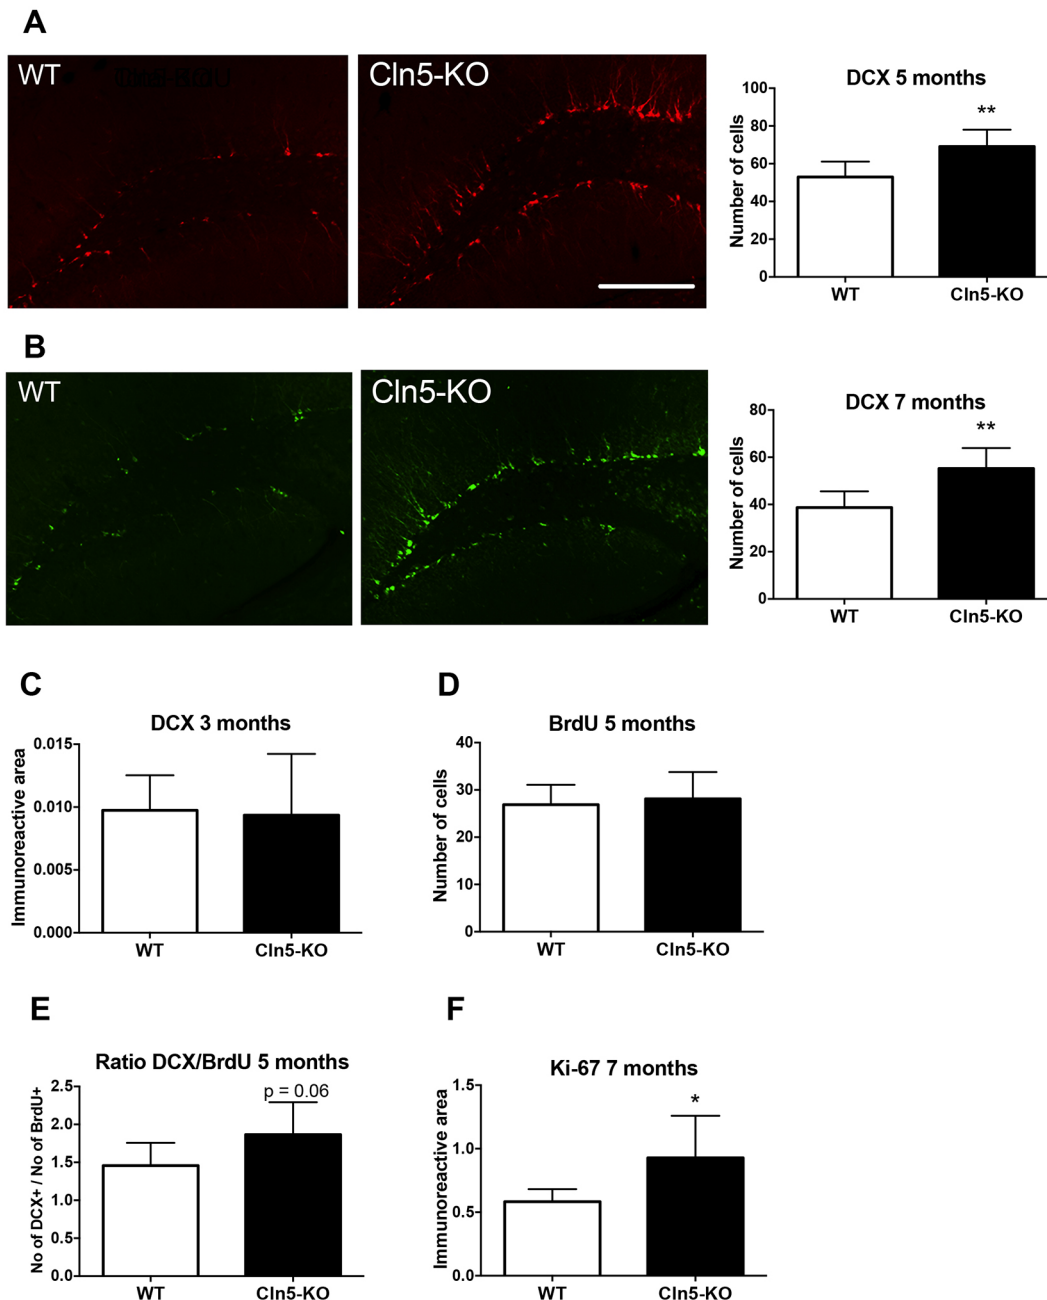 A
WT
Cln5-KO
DCX 5 months
**
Number of cells
100
80
60
40
20
0
WT
Cln5-KO
B
WT
Cln5-KO
DCX 7 months
**
Number of cells
80
60
40
20
0
WT
Cln5-KO
C
DCX 3 months
Immunoreactive area
0.015
0.010
0.005
0.000
WT
Cln5-KO
D
BrdU 5 months
Number of cells
40
30
20
10
0
WT
Cln5-KO
E
Ratio DCX/BrdU 5 months
p = 0.06
No of DCX+ / No of BrdU+
2.5
2.0
1.5
1.0
0.5
0.0
WT
Cln5-KO
F
Ki-67 7 months
*
Immunoreactive area
1.5
1.0
0.5
0.0
WT
Cln5-KO